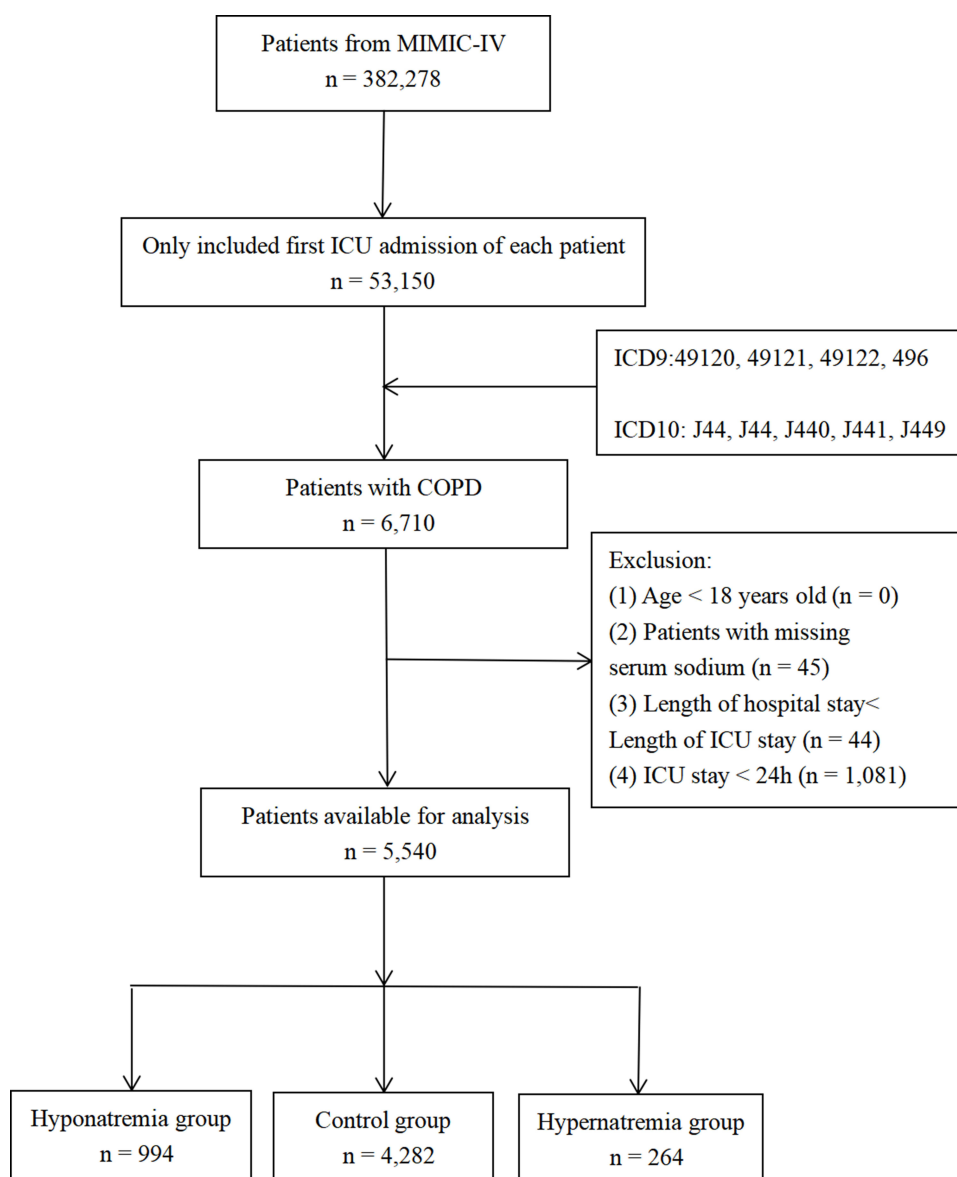 Patients from MIMIC-IV
n = 382,278
Only included first ICU admission of each patient
n = 53,150
ICD9:49120, 49121, 49122, 496
ICD10: J44, J44, J440, J441, J449
Patients with COPD
n = 6,710
Exclusion:
(1) Age < 18 years old (n = 0)
(2) Patients with missing
serum sodium (n = 45)
(3) Length of hospital stay<
Length of ICU stay (n = 44)
(4) ICU stay < 24h (n = 1,081)
Patients available for analysis
n = 5,540
Hyponatremia group
n = 994
Control group
n = 4,282
Hypernatremia group
n = 264